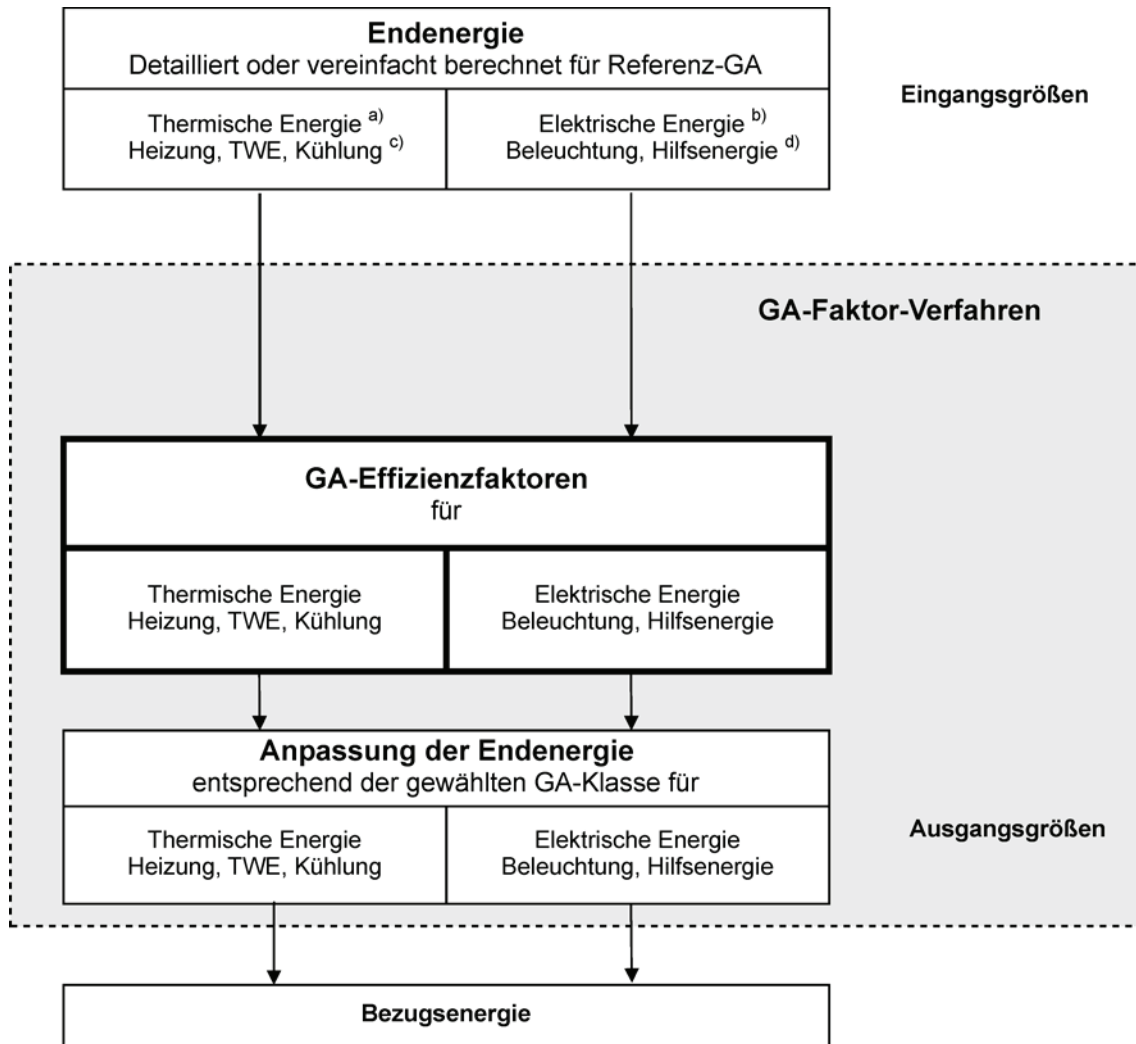 Endenergie
Detailliert oder vereinfacht berechnet für Referenz-GA
Eingangsgrößen
Thermische Energie a)
Heizung, TWE, Kühlung c)
Elektrische Energie b)
Beleuchtung, Hilfsenergie d)
GA-Faktor-Verfahren
GA-Effizienzfaktoren
für
Thermische Energie
Heizung, TWE, Kühlung
Elektrische Energie
Beleuchtung, Hilfsenergie
Anpassung der Endenergie
entsprechend der gewählten GA-Klasse für
Thermische Energie
Heizung, TWE, Kühlung
Elektrische Energie
Beleuchtung, Hilfsenergie
Ausgangsgrößen
Bezugsenergie